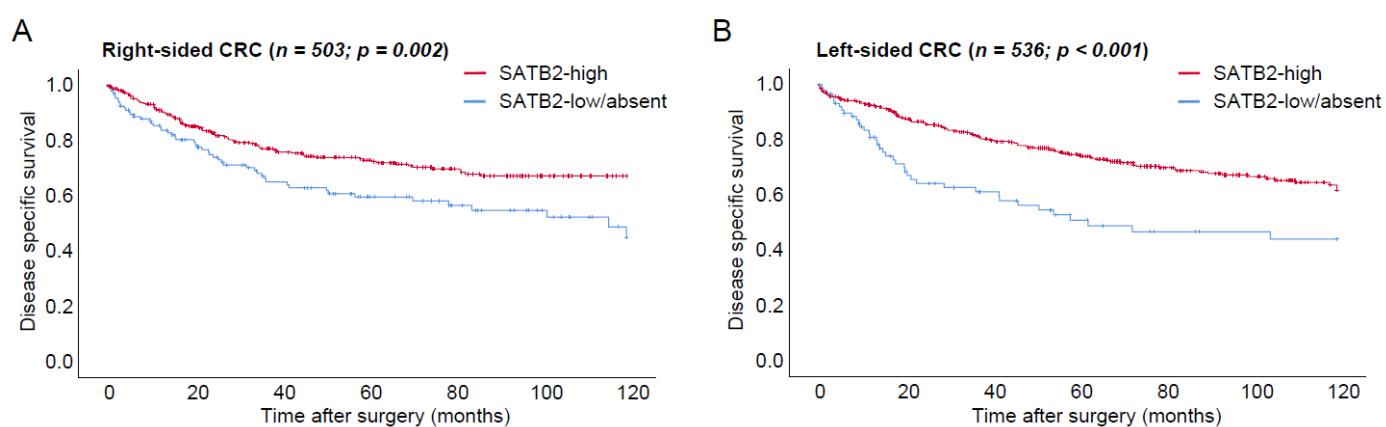 A
Right-sided CRC (n = 503; p = 0.002)
SATB2-high
SATB2-low/absent
Disease specific survival
1.0
0.8
0.6
0.4
0.2
0.0
0 20 40 60 80 100 120
Time after surgery (months)
B
Left-sided CRC (n = 536; p < 0.001)
SATB2-high
SATB2-low/absent
Disease specific survival
1.0
0.8
0.6
0.4
0.2
0.0
0 20 40 60 80 100 120
Time after surgery (months)